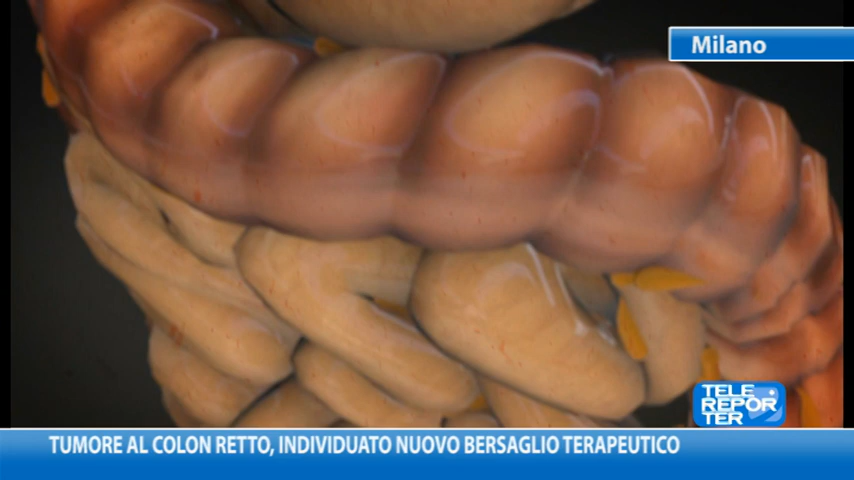 Milano
TELE
REPOR
TER
TUMORE AL COLON RETTO, INDIVIDUATO NUOVO BERSAGLIO TERAPEUTICO